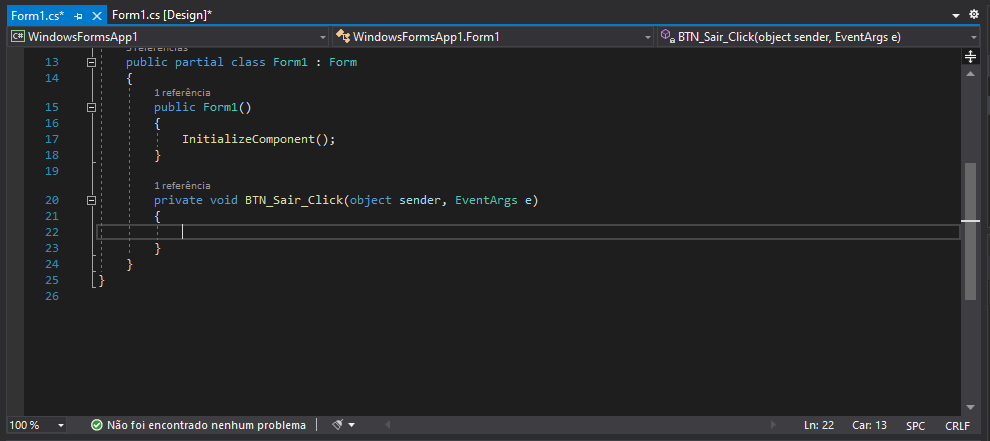 Form1.cs* Form1.cs [Design]*
C# WindowsFormsApp1 WindowsFormsApp1.Form1 BTN_Sair_Click(object sender, EventArgs e)
3 referências
13 public partial class Form1 : Form
14 {
1 referência
15 public Form1()
16 {
17 InitializeComponent();
18 }
19
1 referência
20 private void BTN_Sair_Click(object sender, EventArgs e)
21 {
22
23 }
24 }
25 }
26
100 % Não foi encontrado nenhum problema Ln: 22 Car: 13 SPC CRLF